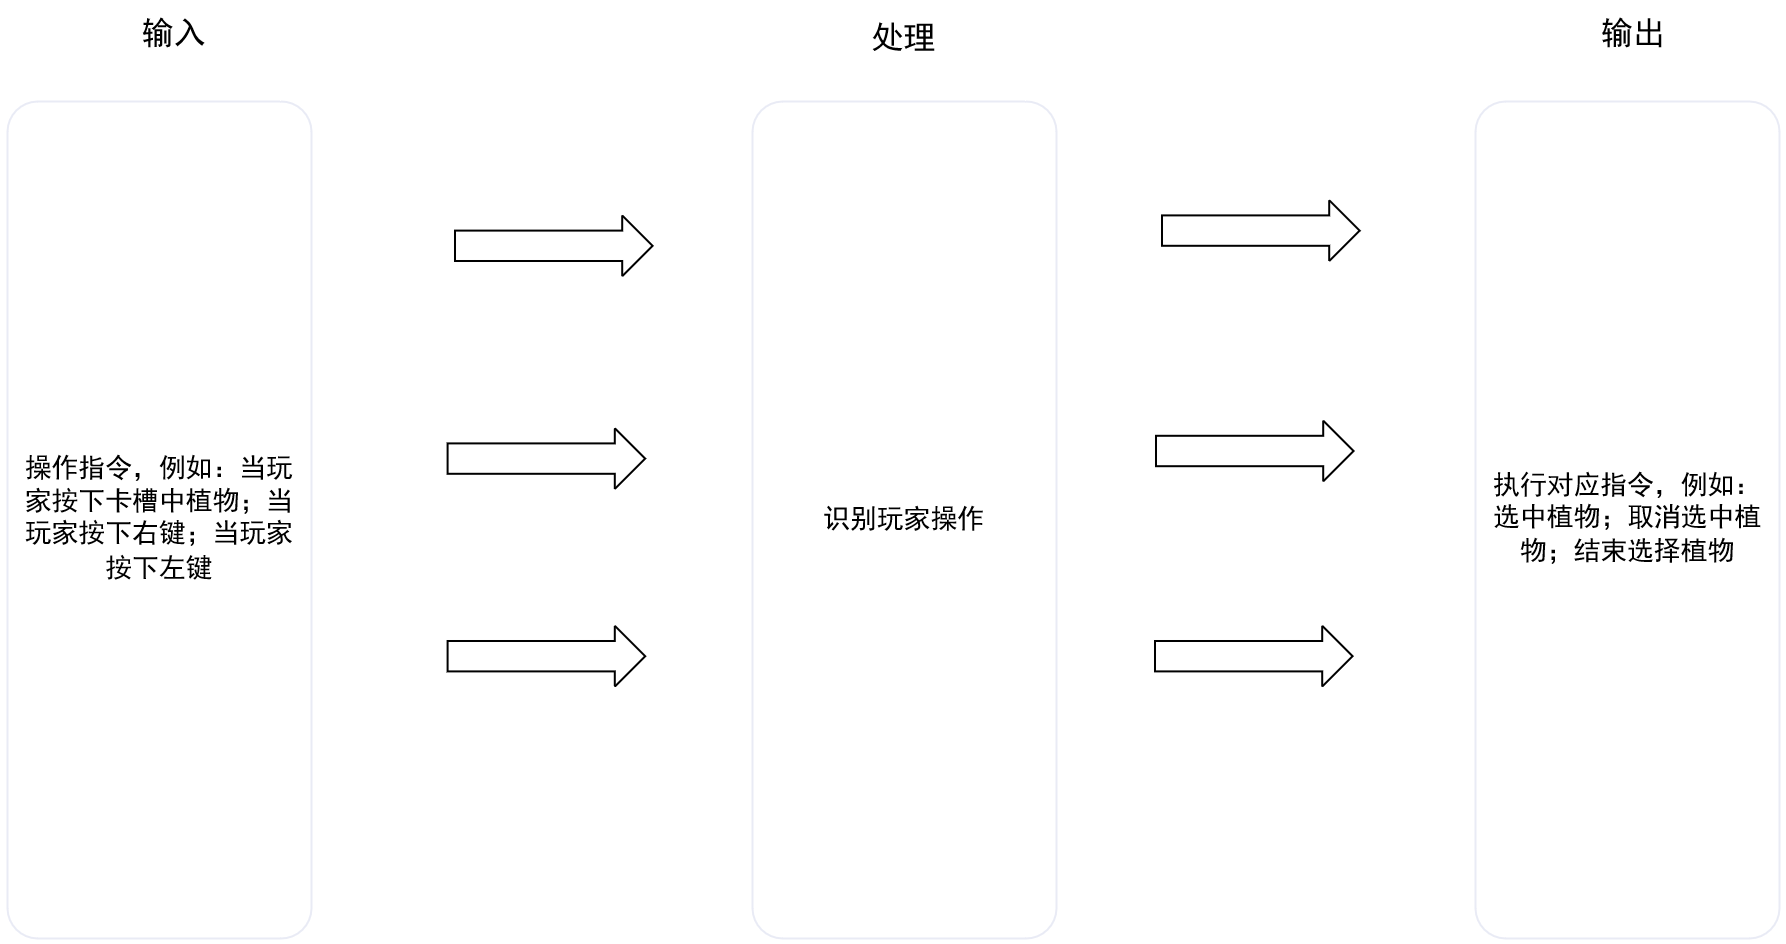 输入
处理
输出
操作指令，例如：当玩
家按下卡槽中植物；当
玩家按下右键；当玩家
按下左键
识别玩家操作
执行对应指令，例如：
选中植物；取消选中植
物；结束选择植物